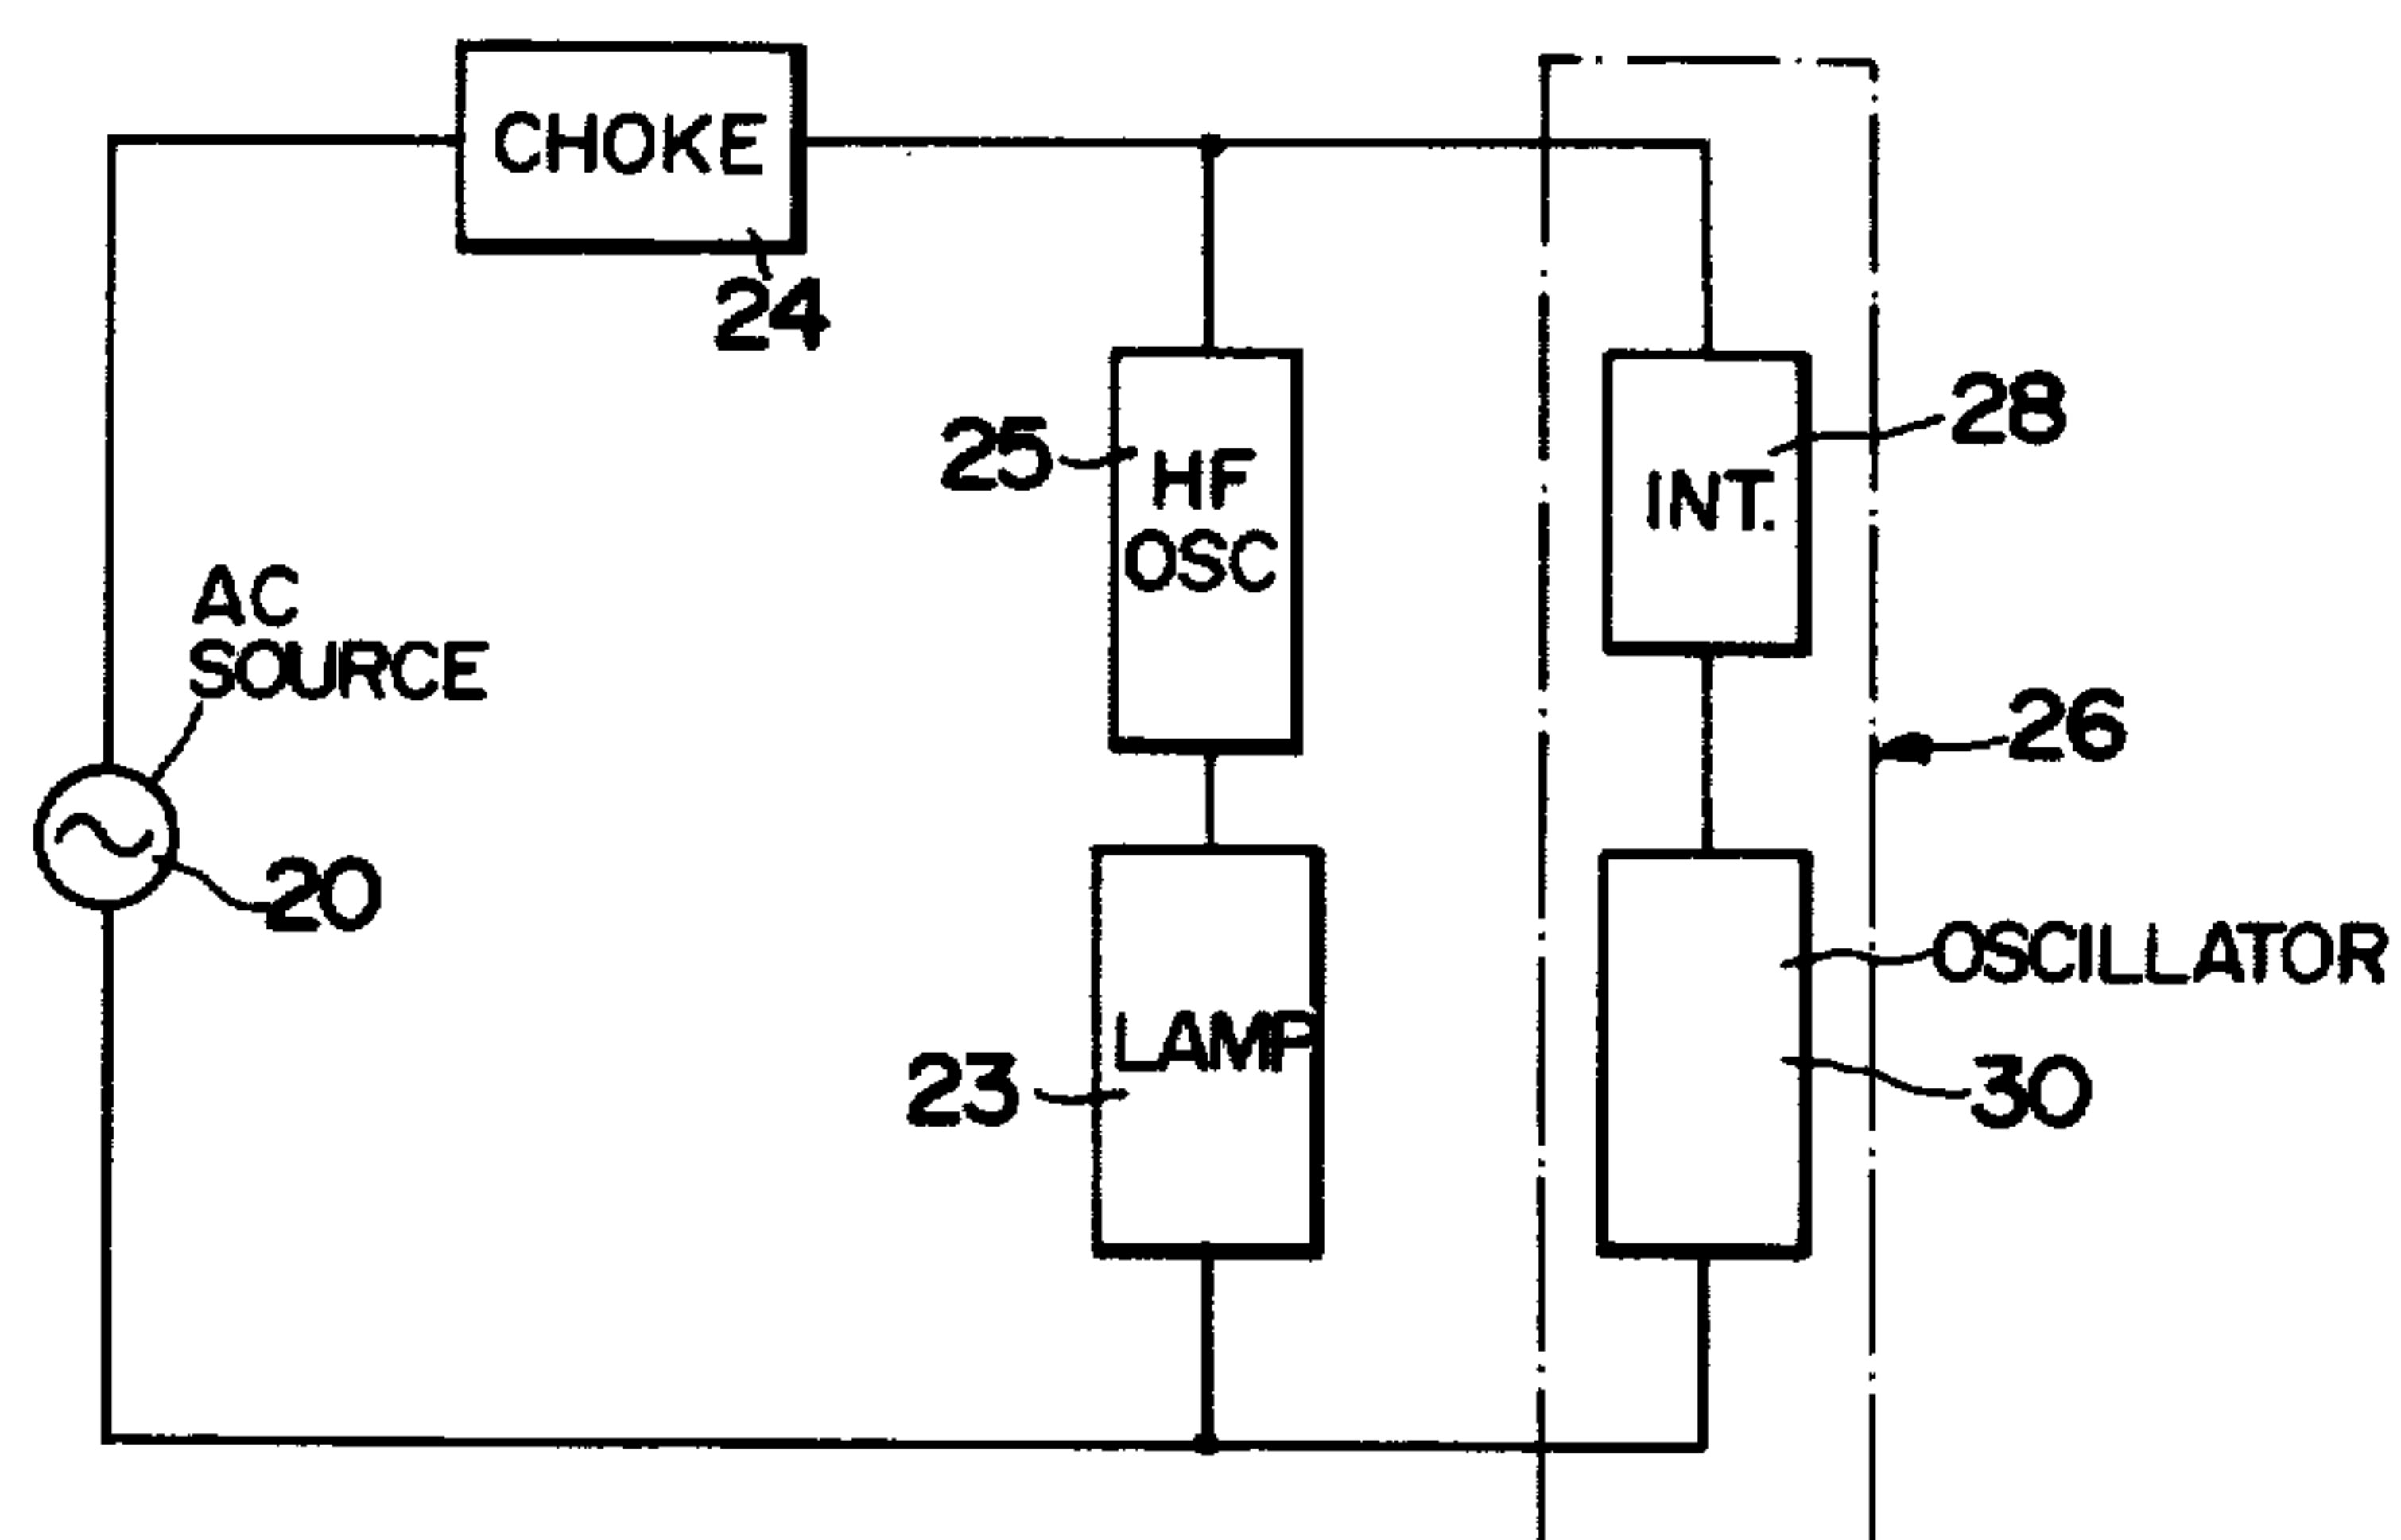 CHOKE
24
25
HF
OSC
28
INT.
AC
SOURCE
26
20
OSCILLATOR
LAMP
23
30